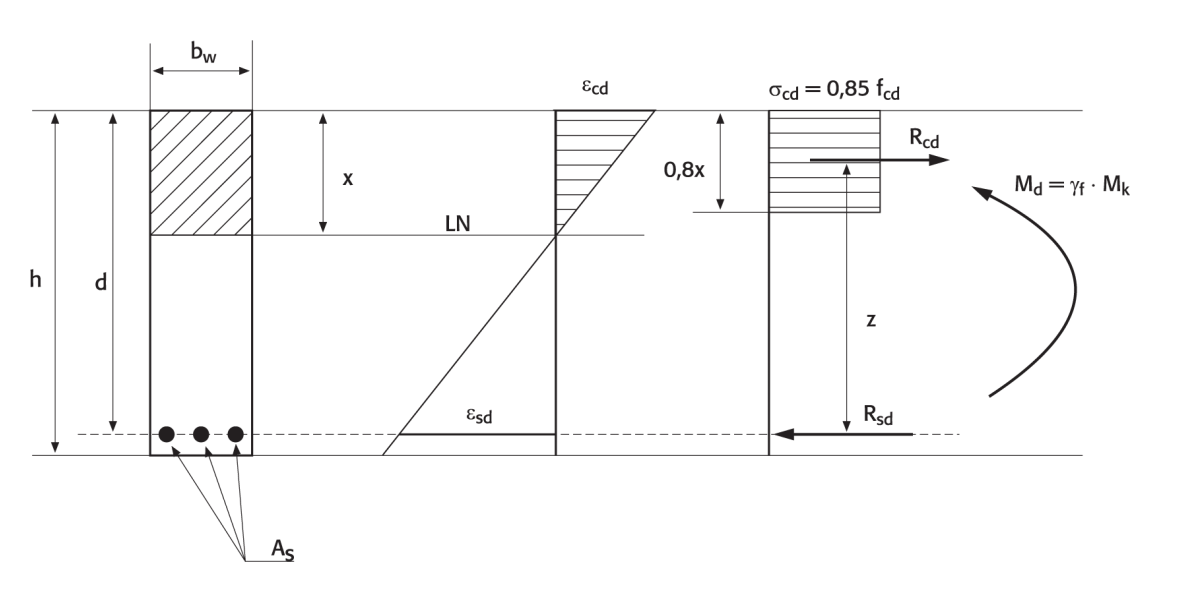 b_w
ε_cd
σ_cd = 0,85 f_cd
R_cd
x
0,8x
M_d = γ_f · M_k
LN
h
d
z
ε_sd
R_sd
A_S